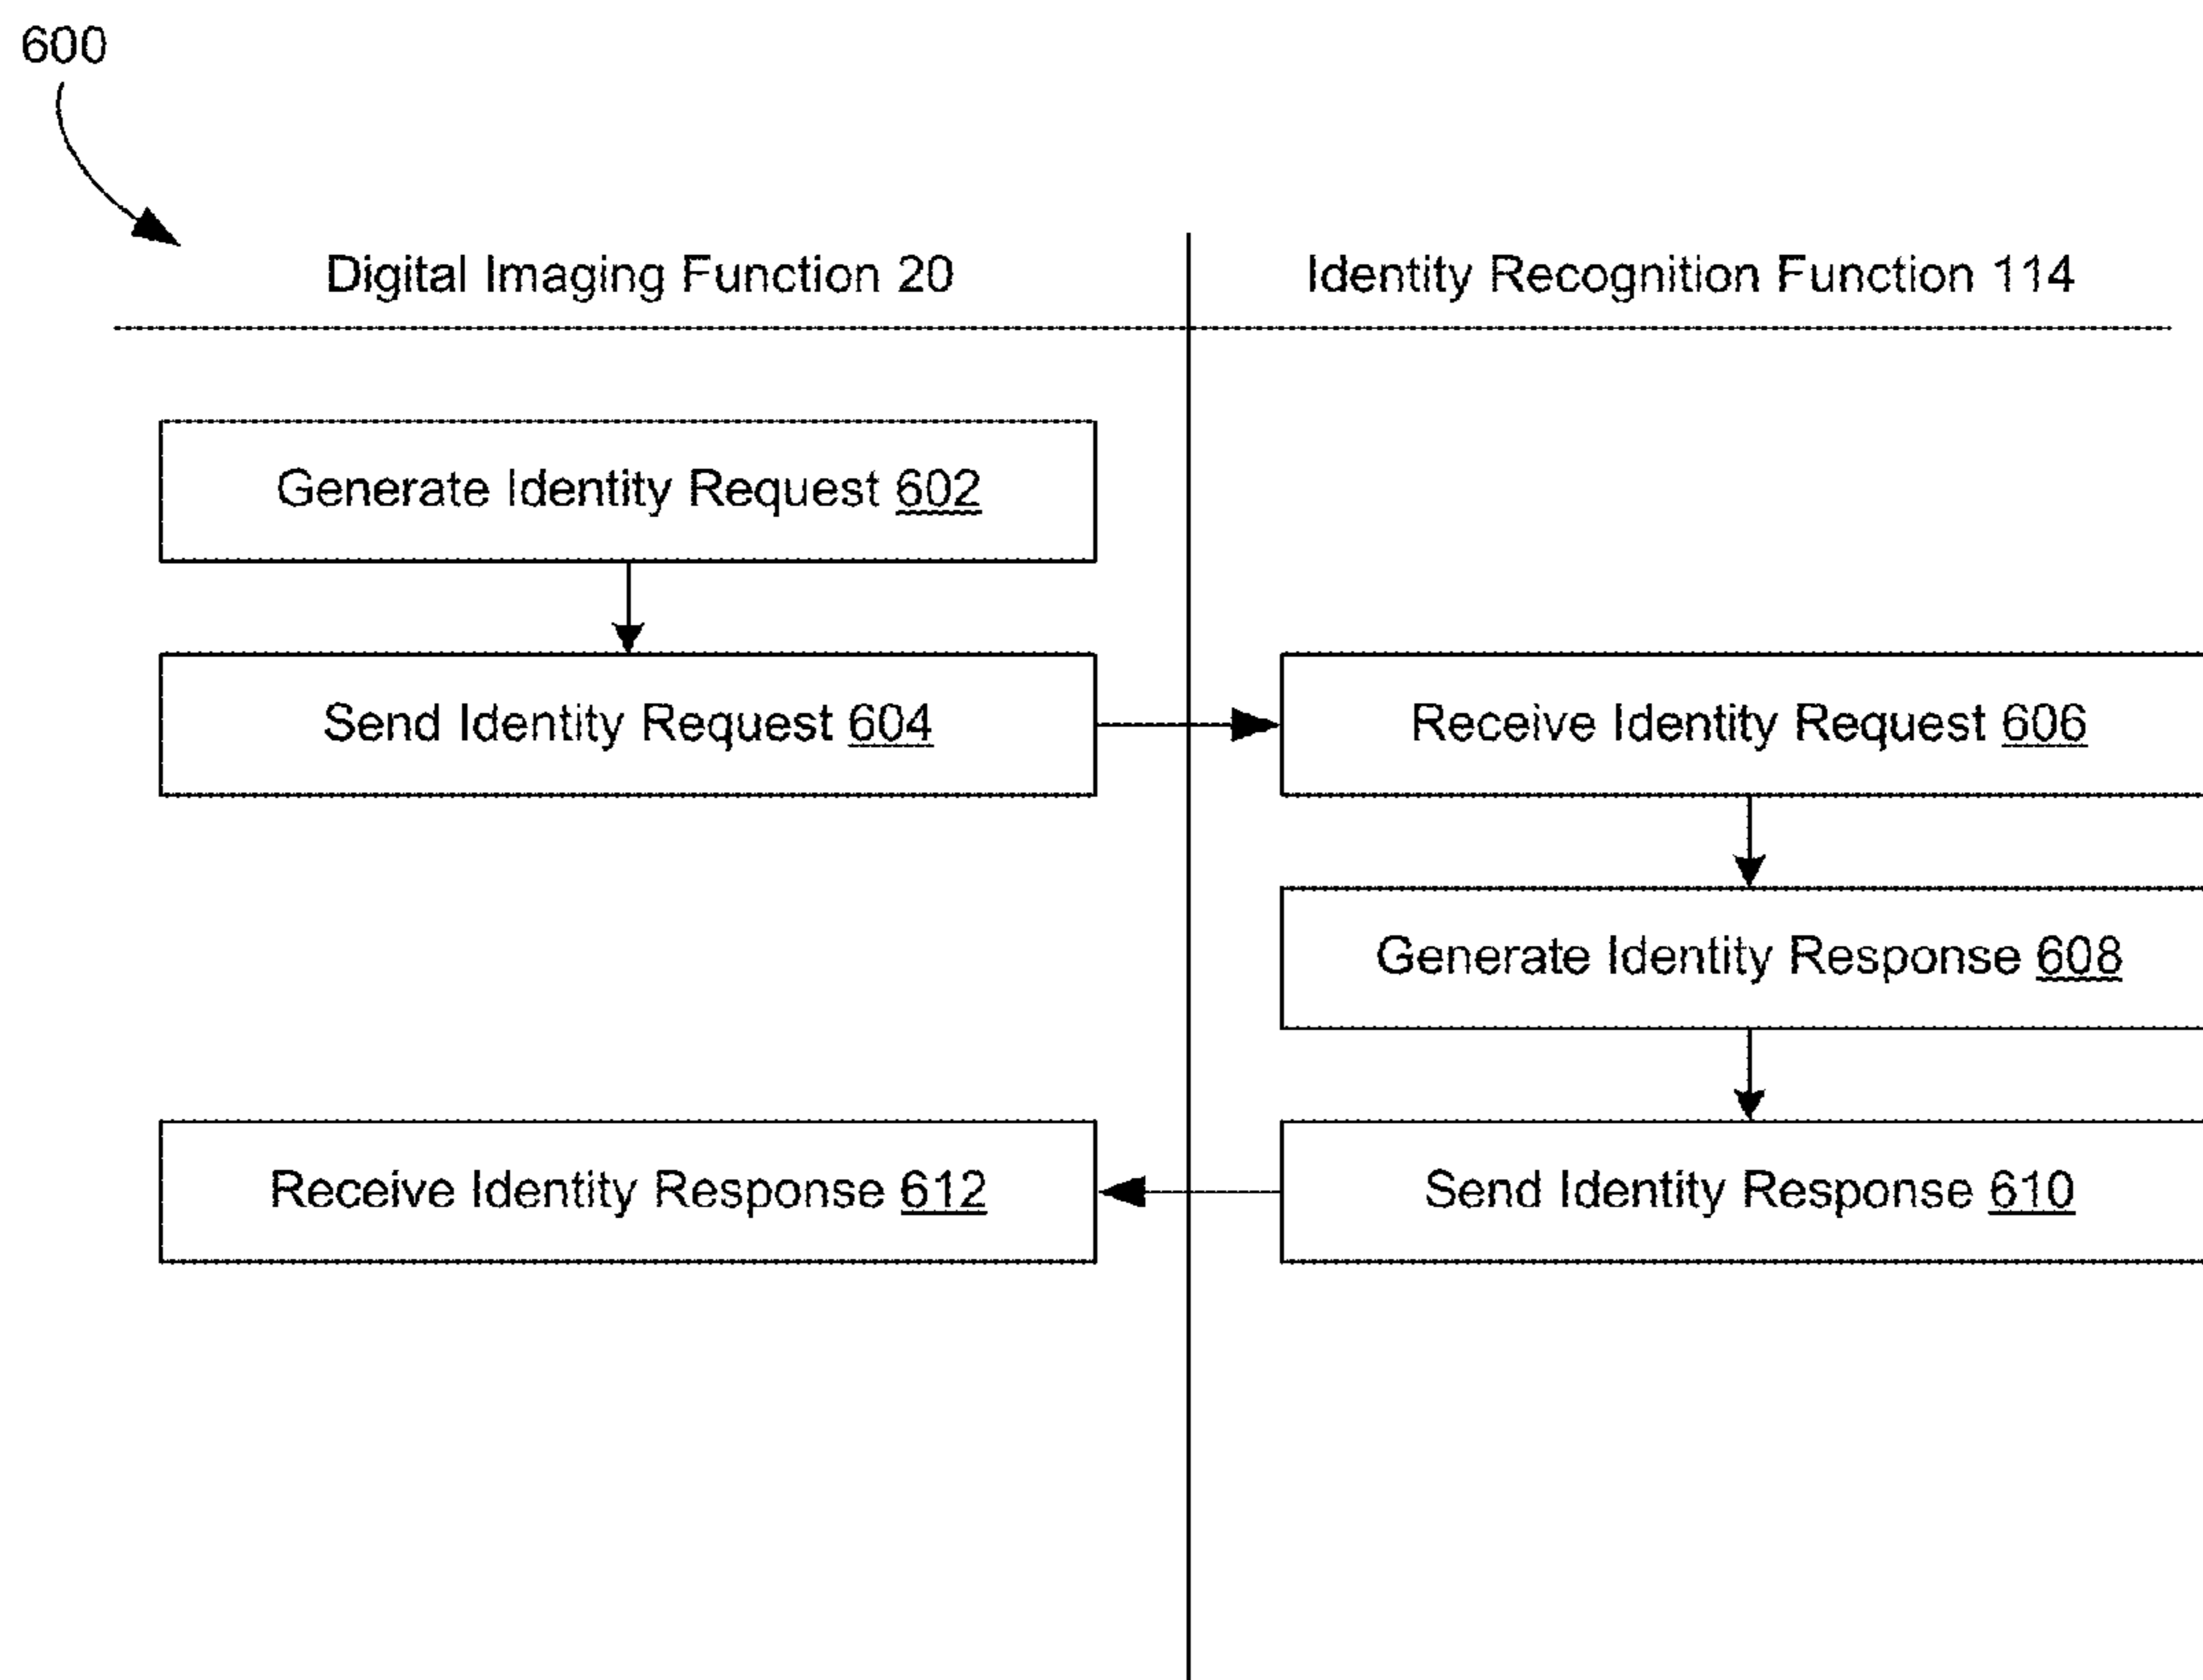 600
Digital Imaging Function 20
Identity Recognition Function 114
Generate Identity Request 602
Send Identity Request 604
Receive Identity Request 606
Generate Identity Response 608
Receive Identity Response 612
Send Identity Response 610